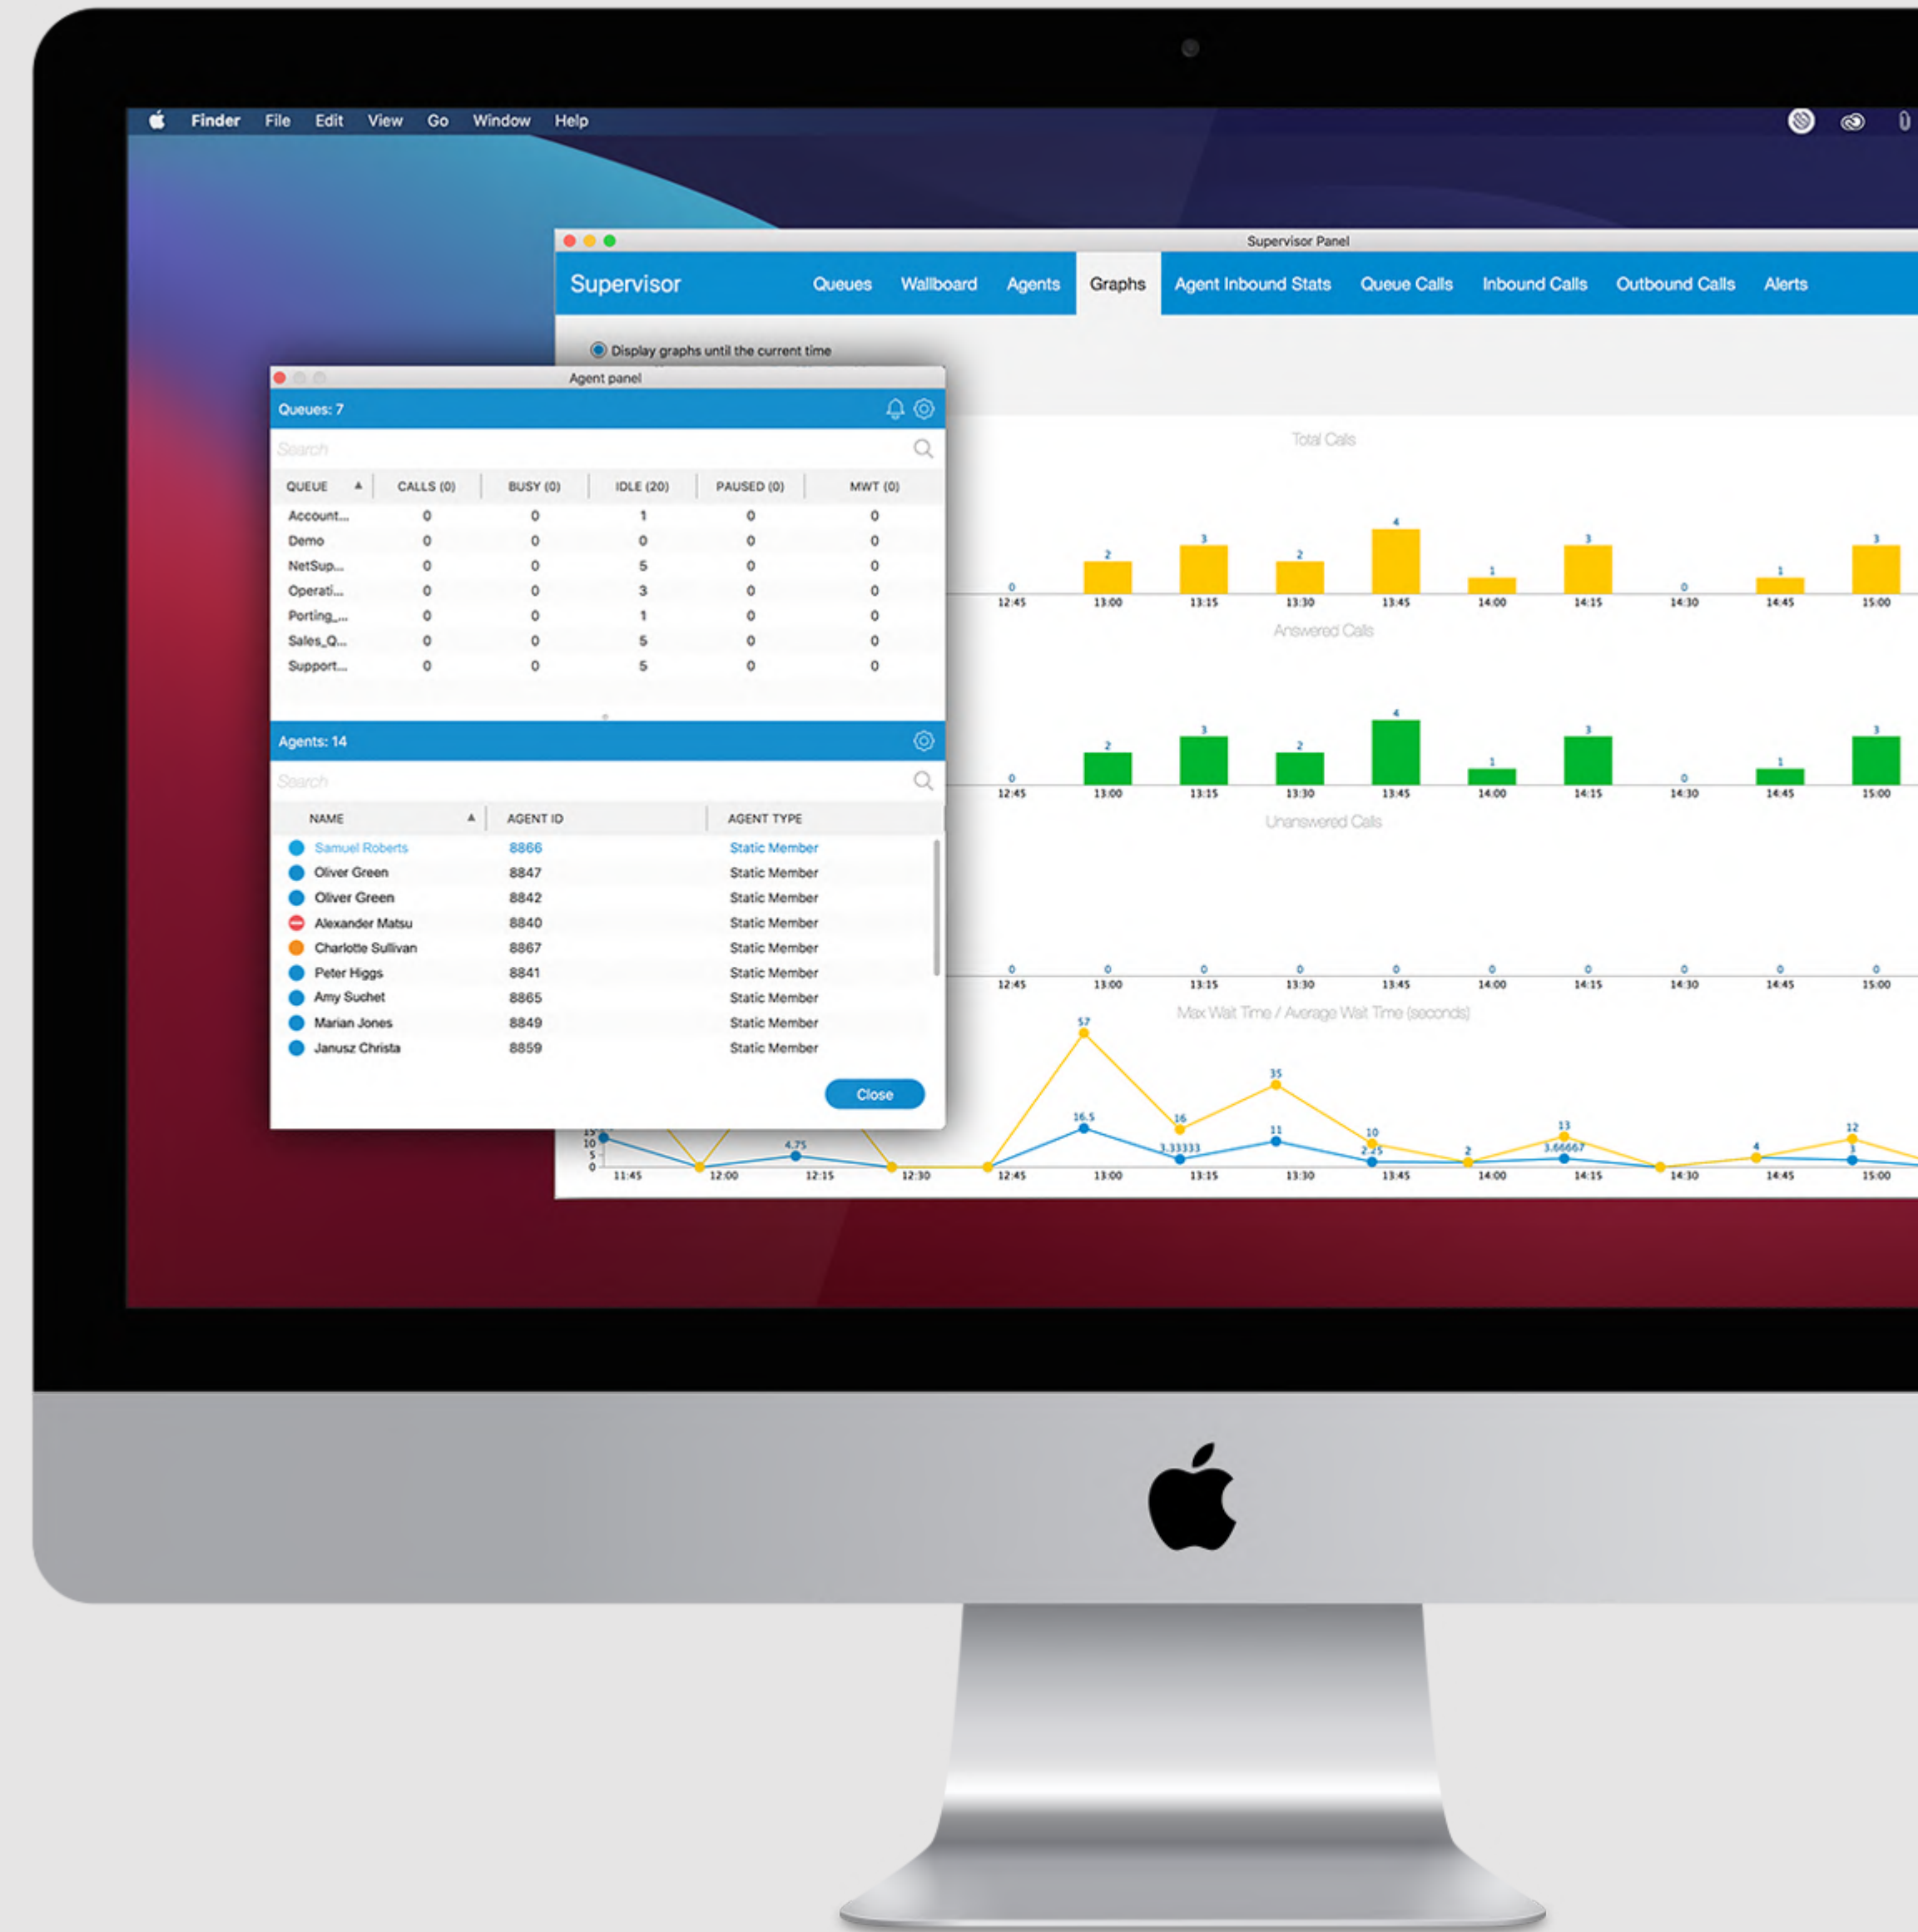 Finder File Edit View Go Window Help
Supervisor Panel
Supervisor Queues Wallboard Agents Graphs Agent Inbound Stats Queue Calls Inbound Calls Outbound Calls Alerts
Display graphs until the current time
Agent panel
Queues: 7
Search
QUEUE CALLS (0) BUSY (0) IDLE (20) PAUSED (0) MWT (0)
Account... 0 0 1 0 0
Demo 0 0 0 0 0
NetSup... 0 0 5 0 0
Operati... 0 0 3 0 0
Porting_... 0 0 1 0 0
Sales_Q... 0 0 5 0 0
Support... 0 0 5 0 0
Agents: 14
Search
NAME AGENT ID AGENT TYPE
Samuel Roberts 8866 Static Member
Oliver Green 8847 Static Member
Oliver Green 8842 Static Member
Alexander Matsu 8840 Static Member
Charlotte Sullivan 8867 Static Member
Peter Higgs 8841 Static Member
Amy Suchet 8865 Static Member
Marian Jones 8849 Static Member
Janusz Christa 8859 Static Member
Close
Total Calls
0 2 3 2 4 1 3 0 1 3
12:45 13:00 13:15 13:30 13:45 14:00 14:15 14:30 14:45 15:00
Answered Calls
0 2 3 2 4 1 3 0 1 3
12:45 13:00 13:15 13:30 13:45 14:00 14:15 14:30 14:45 15:00
Unanswered Calls
0 0 0 0 0 0 0 0 0 0
12:45 13:00 13:15 13:30 13:45 14:00 14:15 14:30 14:45 15:00
Max Wait Time / Average Wait Time (seconds)
57 35
16.5 16 11 10 2 13 4 12
4.75 3.33333 2.25 3.66667 3
10
5
0
11:45 12:00 12:15 12:30 12:45 13:00 13:15 13:30 13:45 14:00 14:15 14:30 14:45 15:00